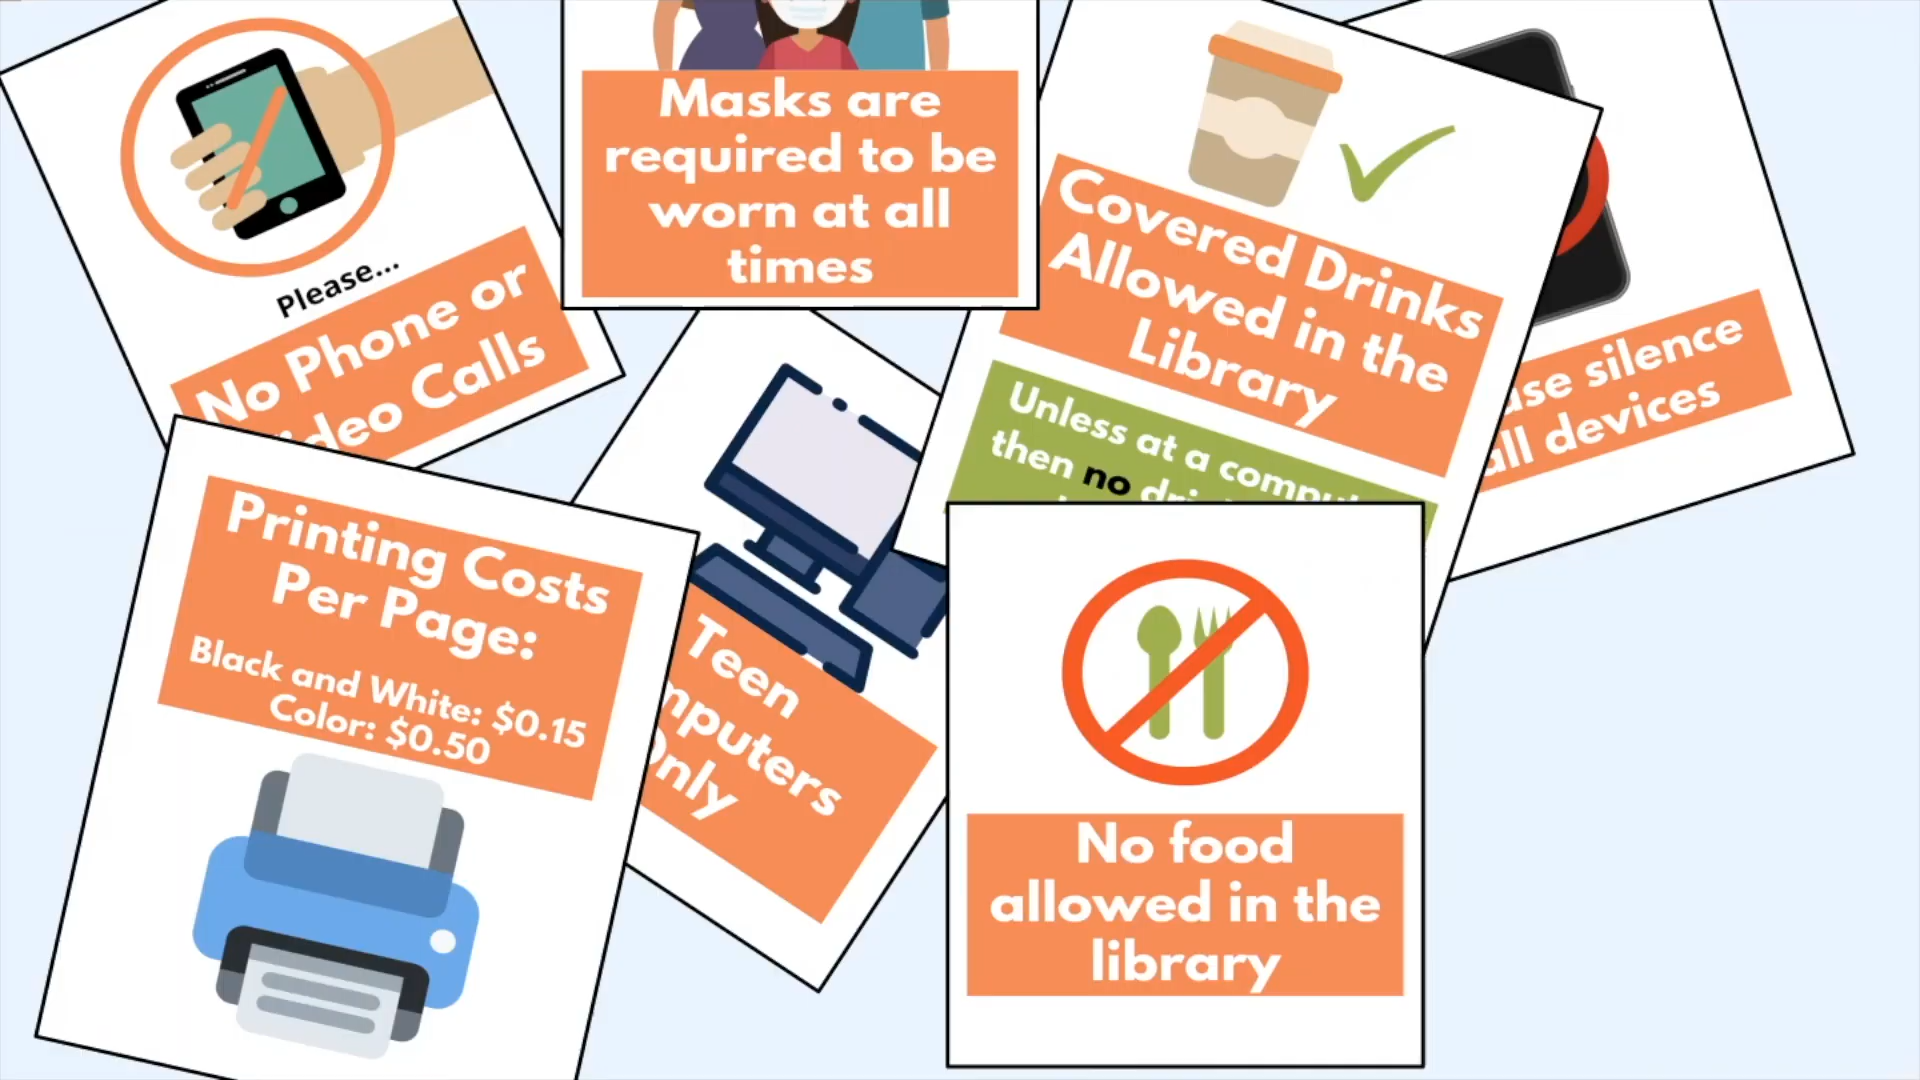 Please...
No Phone or
Calls
Masks are
required to be
worn at all
times
Covered Drinks
Allowed in the
Library
Unless at a
then no
silence
all devices
Printing Costs
Per Page:
Black and White: $0.15
Color: $0.50
Teen
Only
No food
allowed in the
library